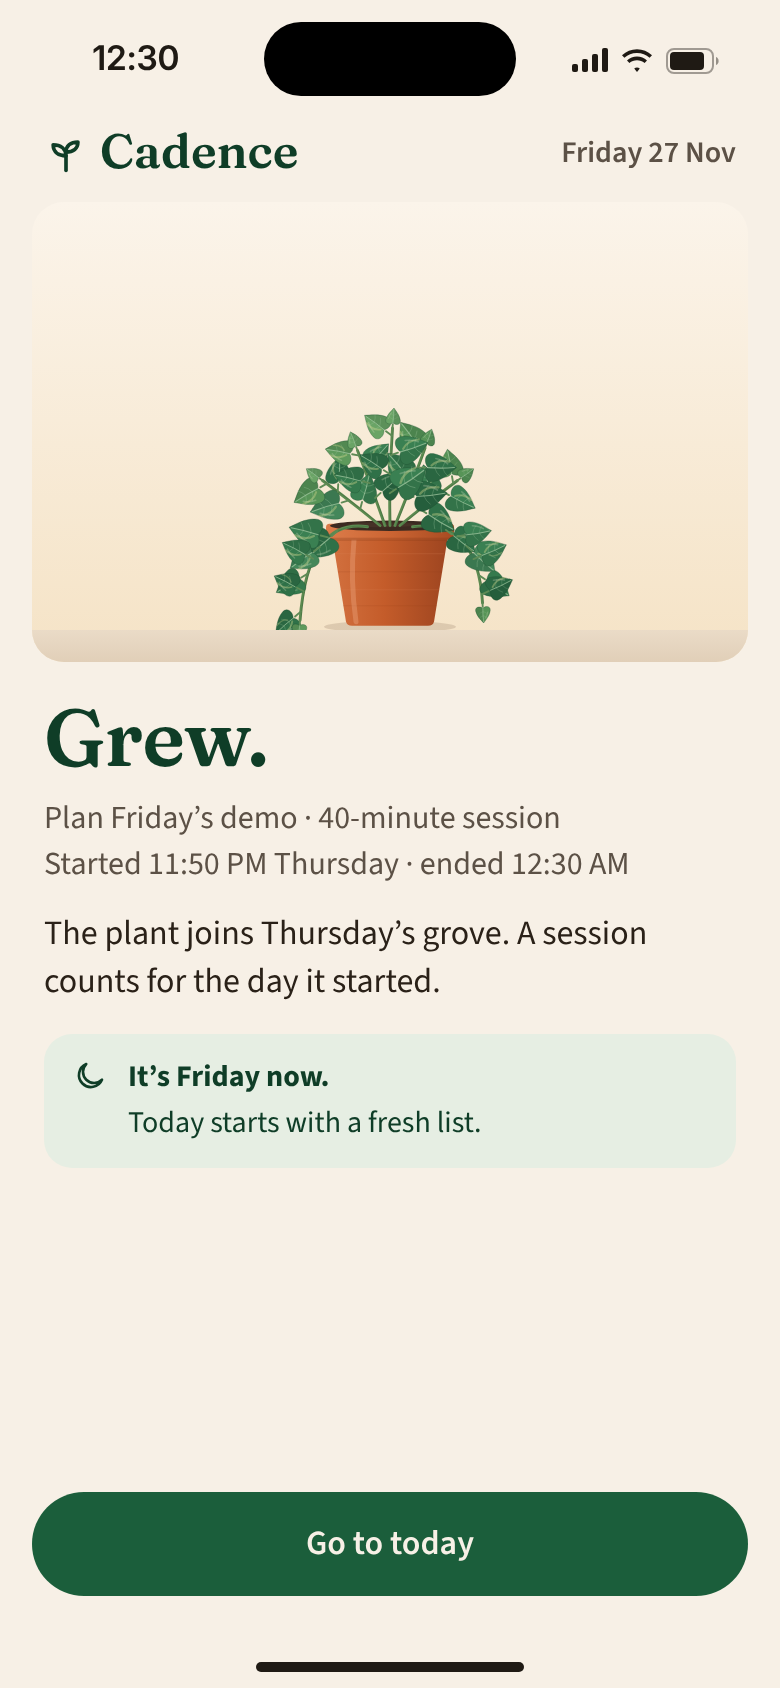 12:30
Cadence
Friday 27 Nov
Grew.
Plan Friday’s demo · 40-minute session
Started 11:50 PM Thursday · ended 12:30 AM
The plant joins Thursday’s grove. A session
counts for the day it started.
It’s Friday now.
Today starts with a fresh list.
Go to today